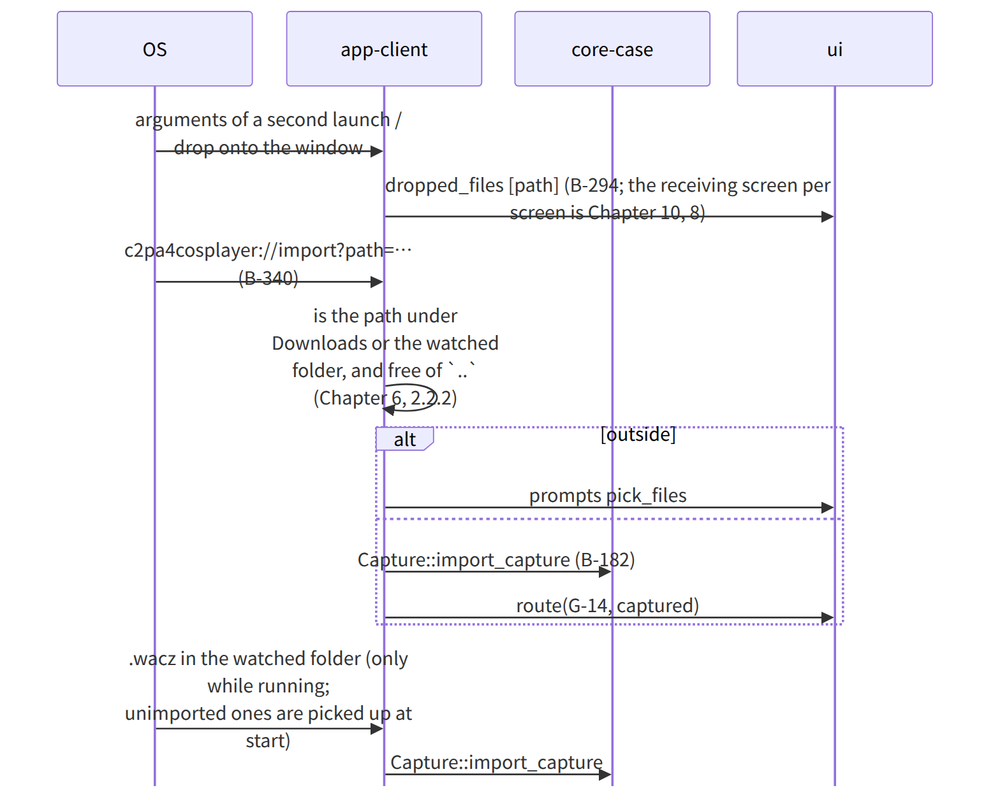 OS
app-client
core-case
ui
arguments of a second launch /
drop onto the window
dropped_files [path] (B-294; the receiving screen per
screen is Chapter 10, 8)
c2pa4cosplayer://import?path=⋯
(B-340)
is the path under
Downloads or the watched
folder, and free of `..`
(Chapter 6, 2.2.2)
alt
[outside]
prompts pick_files
Capture::import_capture (B-182)
route(G-14, captured)
.wacz in the watched folder (only
while running;
unimported ones are picked up at
start)
Capture::import_capture